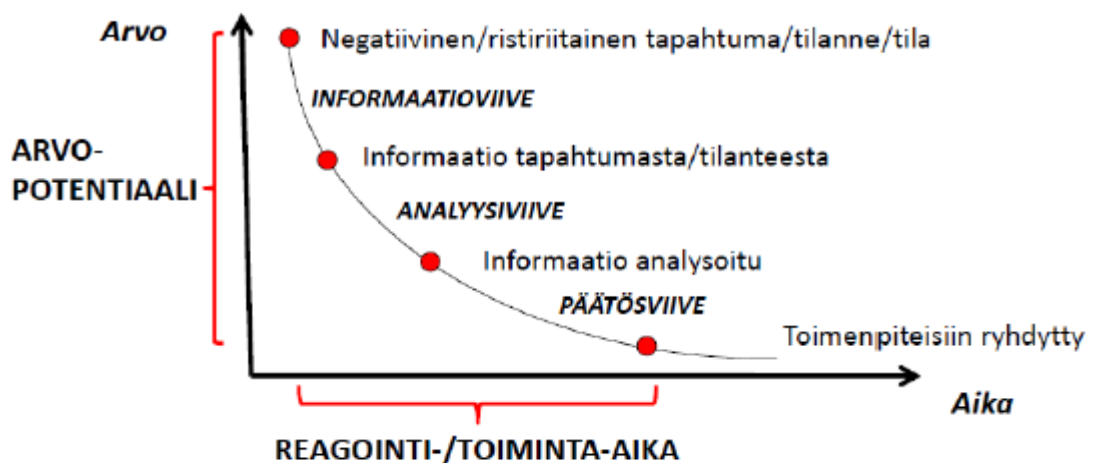 Arvo
Negatiivinen/ristiriitainen tapahtuma/tilanne/tila
INFORMAATIOVIIVE
ARVO-
POTENTIAALI
Informaatio tapahtumasta/tilanteesta
ANALYYSIVIIVE
Informaatio analysoitu
PÄÄTÖSVIIVE
Toimenpiteisiin ryhdytty
Aika
REAGOINTI-/TOIMINTA-AIKA